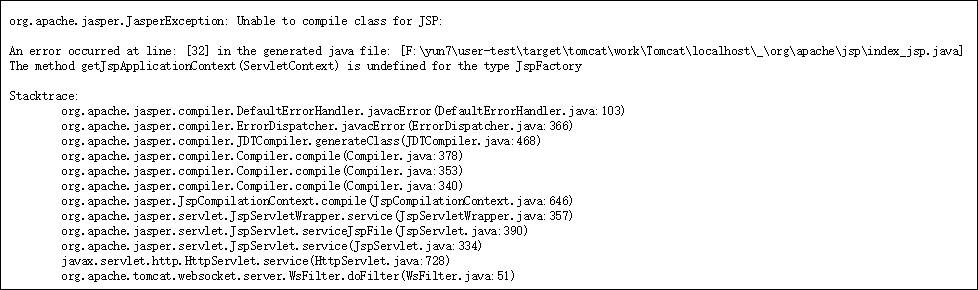 org.apache.jasper.JasperException: Unable to compile class for JSP:
An error occurred at line: [32] in the generated java file: [F:\yun7\user-test\target\tomcat\work\Tomcat\localhost\_\org\apache\jsp\index_jsp.java]
The method getJspApplicationContext(ServletContext) is undefined for the type JspFactory
Stacktrace:
org.apache.jasper.compiler.DefaultErrorHandler.javacError(DefaultErrorHandler.java:103)
org.apache.jasper.compiler.ErrorDispatcher.javacError(ErrorDispatcher.java:366)
org.apache.jasper.compiler.JDTCompiler.generateClass(JDTCompiler.java:468)
org.apache.jasper.compiler.Compiler.compile(Compiler.java:378)
org.apache.jasper.compiler.Compiler.compile(Compiler.java:353)
org.apache.jasper.compiler.Compiler.compile(Compiler.java:340)
org.apache.jasper.JspCompilationContext.compile(JspCompilationContext.java:646)
org.apache.jasper.servlet.JspServletWrapper.service(JspServletWrapper.java:357)
org.apache.jasper.servlet.JspServlet.serviceJspFile(JspServlet.java:390)
org.apache.jasper.servlet.JspServlet.service(JspServlet.java:334)
javax.servlet.http.HttpServlet.service(HttpServlet.java:728)
org.apache.tomcat.websocket.server.WsFilter.doFilter(WsFilter.java:51)